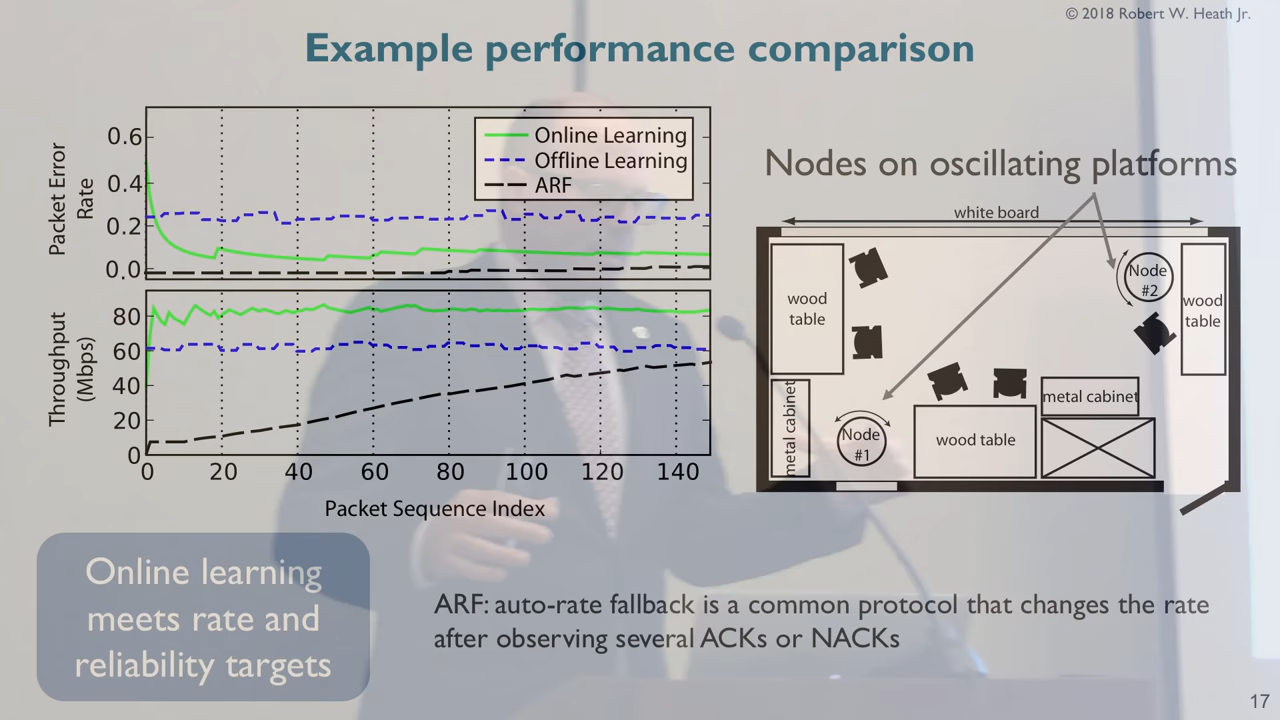 © 2018 Robert W. Heath Jr.
Example performance comparison
Packet Error
Rate
0.6
0.4
0.2
0.0
Online Learning
Offline Learning
ARF
Throughput
(Mbps)
80
60
40
20
0
0 20 40 60 80 100 120 140
Packet Sequence Index
Nodes on oscillating platforms
white board
wood
table
Node
#2
wood
table
metal cabinet
Node
#1
wood table
metal cabinet
Online learning
meets rate and
reliability targets
ARF: auto-rate fallback is a common protocol that changes the rate
after observing several ACKs or NACKs
17